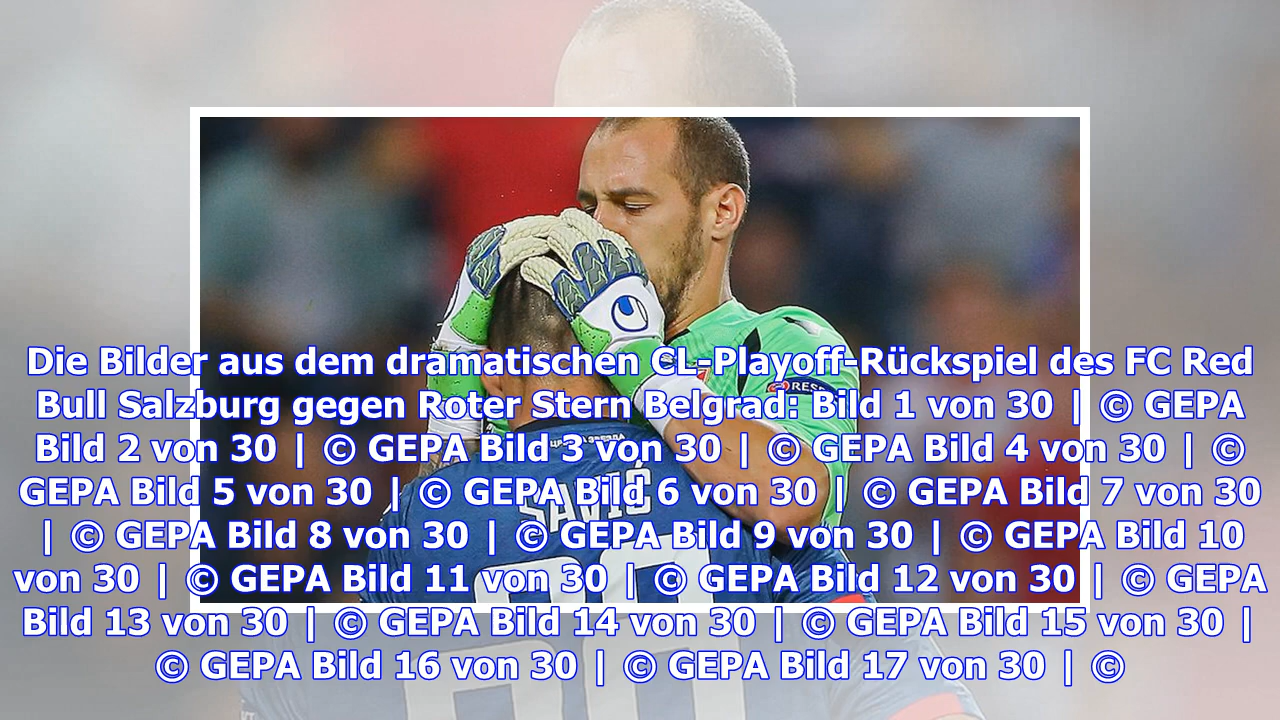 Die Bilder aus dem dramatischen CL-Playoff-Rückspiel des FC Red
Bull Salzburg gegen Roter Stern Belgrad: Bild 1 von 30 | © GEPA
Bild 2 von 30 | © GEPA Bild 3 von 30 | © GEPA Bild 4 von 30 | ©
GEPA Bild 5 von 30 | © GEPA Bild 6 von 30 | © GEPA Bild 7 von 30
| © GEPA Bild 8 von 30 | © GEPA Bild 9 von 30 | © GEPA Bild 10
von 30 | © GEPA Bild 11 von 30 | © GEPA Bild 12 von 30 | © GEPA
Bild 13 von 30 | © GEPA Bild 14 von 30 | © GEPA Bild 15 von 30 |
© GEPA Bild 16 von 30 | © GEPA Bild 17 von 30 | ©
SAVIĆ